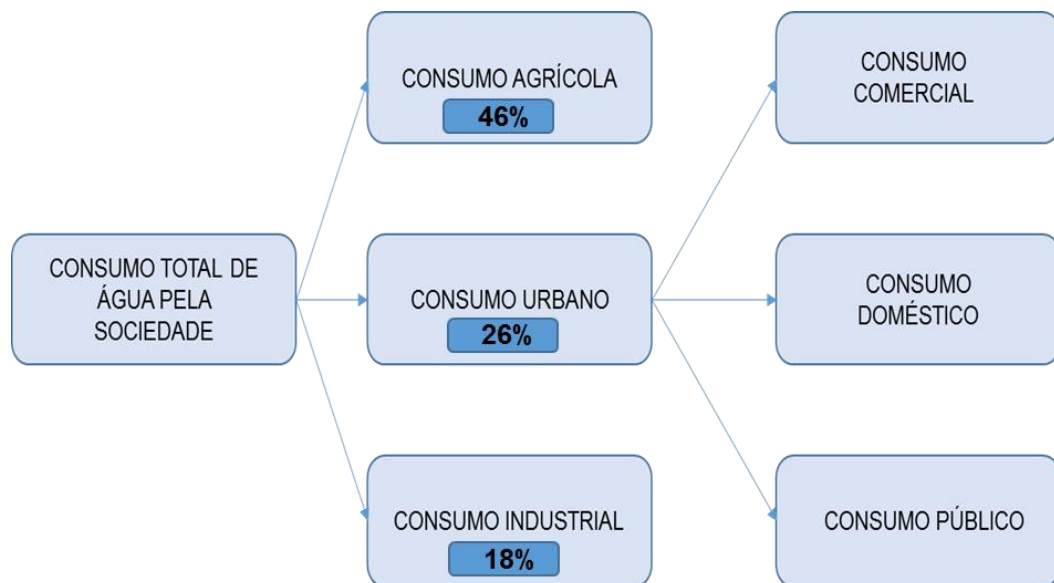 CONSUMO TOTAL DE
ÁGUA PELA
SOCIEDADE
CONSUMO AGRÍCOLA
46%
CONSUMO URBANO
26%
CONSUMO INDUSTRIAL
18%
CONSUMO
COMERCIAL
CONSUMO
DOMÉSTICO
CONSUMO PÚBLICO